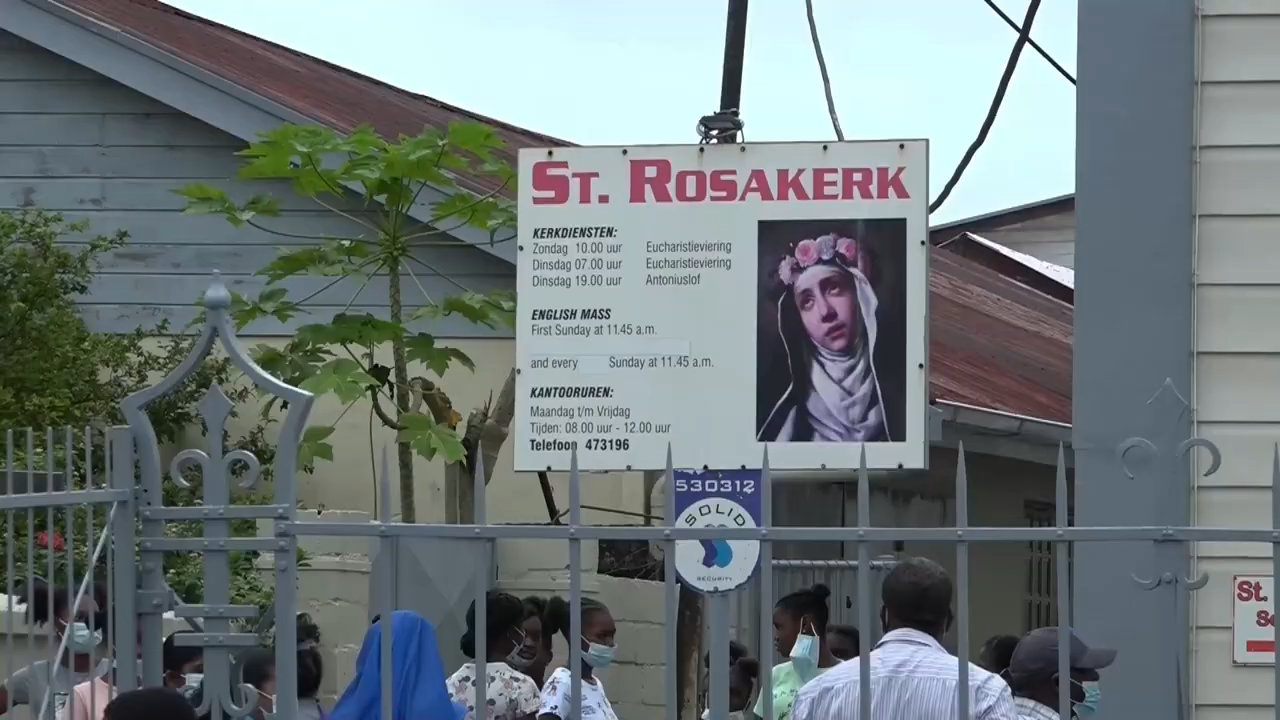 ST. ROSAKERK
KERKDIENSTEN:
Zondag 10.00 uur Eucharistieviering
Dinsdag 07.00 uur Eucharistieviering
Dinsdag 19.00 uur Antoniuslof
ENGLISH MASS
First Sunday at 11.45 a.m.
and every Sunday at 11.45 a.m.
KANTOORUREN:
Maandag t/m Vrijdag
Tijden: 08.00 uur - 12.00 uur
Telefoon 473196
530312
SOLID
SECURITY
St.